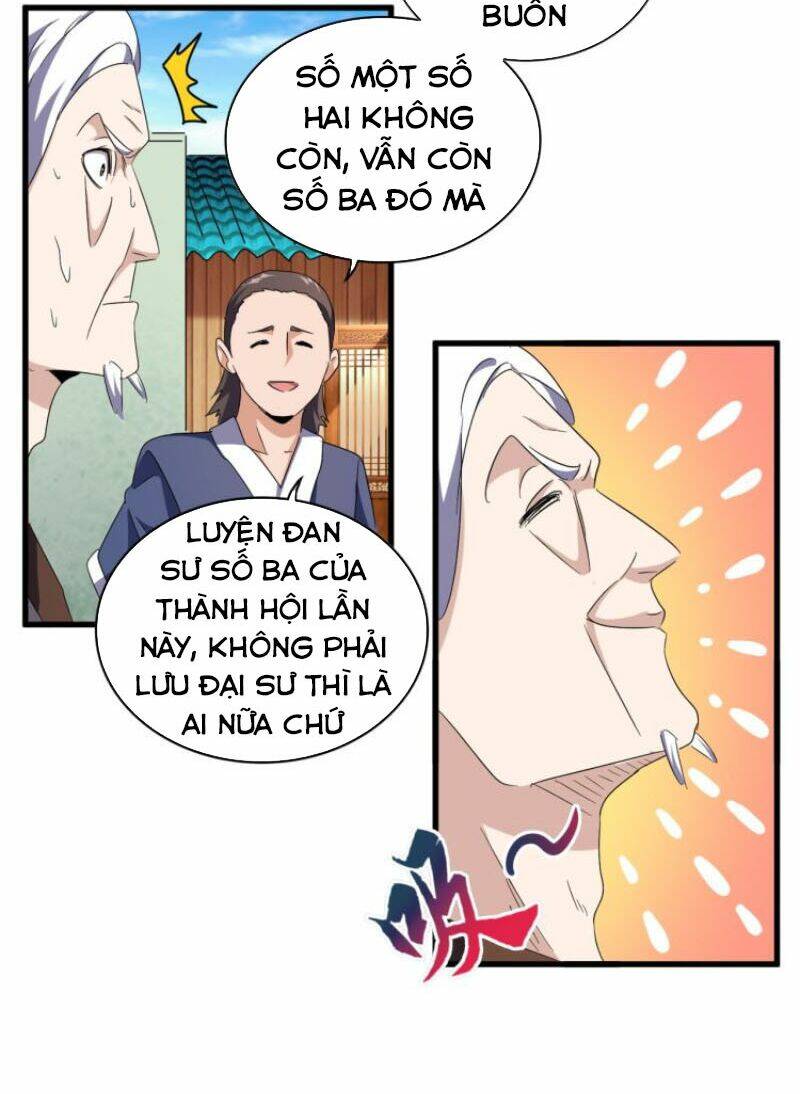 BUỒN
SỐ MỘT SỐ
HAI KHÔNG
CÒN, VẪN CÒN
SỐ BA ĐÓ MÀ
LUYỆN ĐAN
SƯ SỐ BA CỦA
THÀNH HỘI LẦN
NÀY, KHÔNG PHẢI
LƯU ĐẠI SƯ THÌ LÀ
AI NỮA CHỨ
吸~